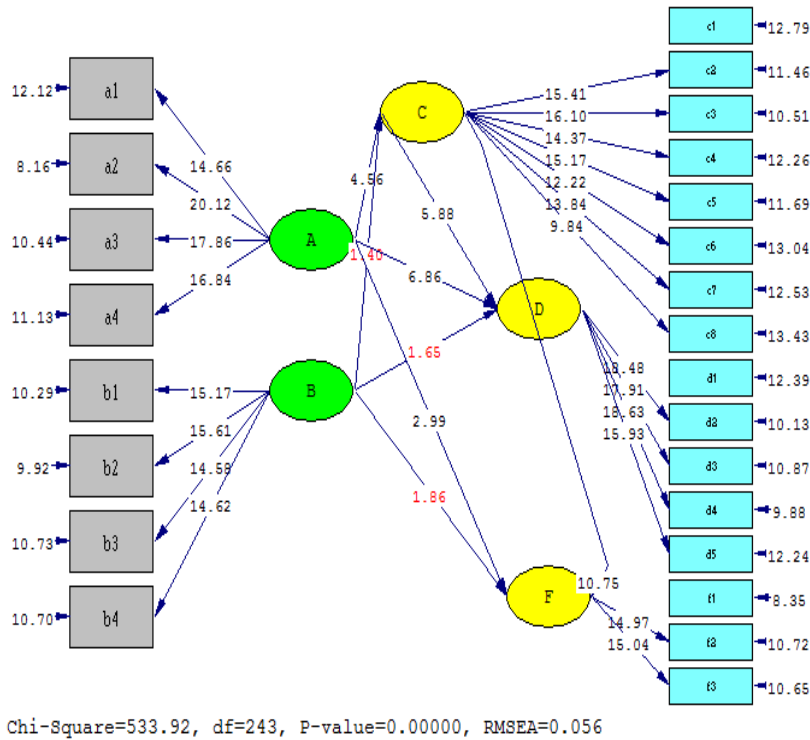 c1
12.79
12.12
a1
C
15.41
c2
11.46
16.10
c3
10.51
14.37
c4
12.26
8.16
a2
14.66
4.56
15.17
c5
11.69
12.22
20.12
5.88
13.84
c6
13.04
10.44
a3
17.86
A
1.40
9.84
6.86
c7
12.53
16.84
11.13
a4
D
c8
13.43
1.65
18.48
d1
12.39
10.29
b1
15.17
B
17.91
18.63
d2
10.13
15.61
2.99
15.93
9.92
b2
14.58
d3
10.87
14.62
1.86
d4
9.88
10.73
b3
d5
12.24
10.75
F
f1
8.35
10.70
b4
14.97
15.04
f2
10.72
f3
10.65
Chi-Square=533.92, df=243, P-value=0.00000, RMSEA=0.056